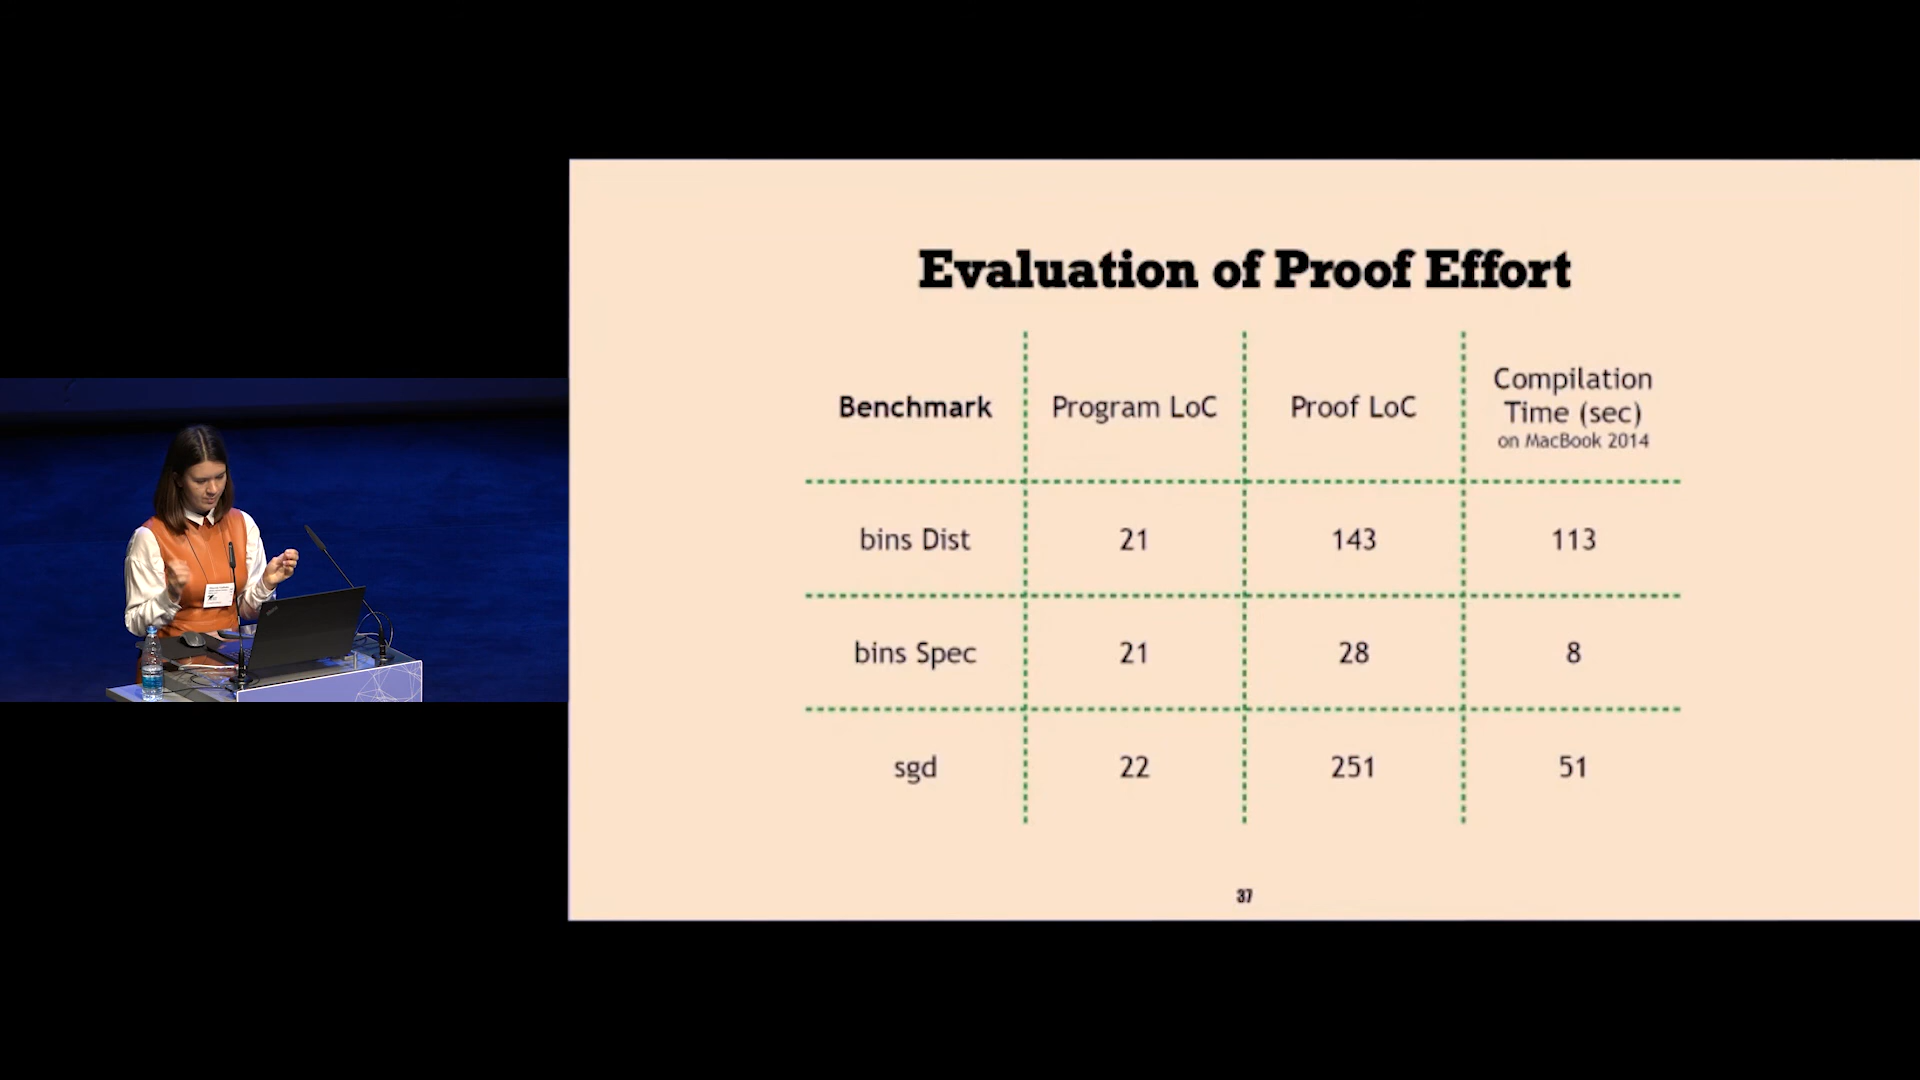 Evaluation of Proof Effort
Benchmark
Program LoC
Proof LoC
Compilation
Time (sec)
on MacBook 2014
bins Dist
21
143
113
bins Spec
21
28
8
sgd
22
251
51
37